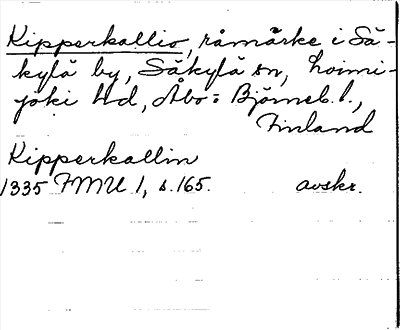 Kipperkallio, råmärke i Sä-
kylä by, Säkylä sn, Loimi-
joki hd, Åbo= Björneb. l.,
Finland
Kipperkallin
1335 FMU 1, s. 165. avskr.